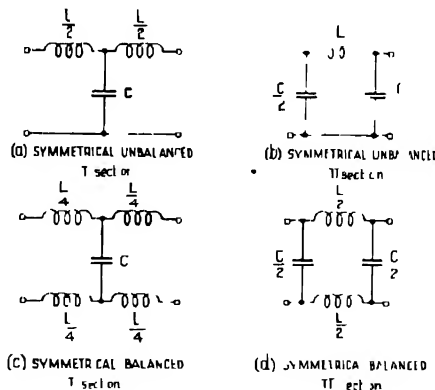 L/2 L/2
C
(a) SYMMETRICAL UNBALANCED
T section
L
C/2
(b) SYMMETRICAL
section
L/4 L/4
C
L/4 L/4
(c) SYMMETRICAL BALANCED
T section
L/2
C/2 C/2
L/2
(d) BALANCED